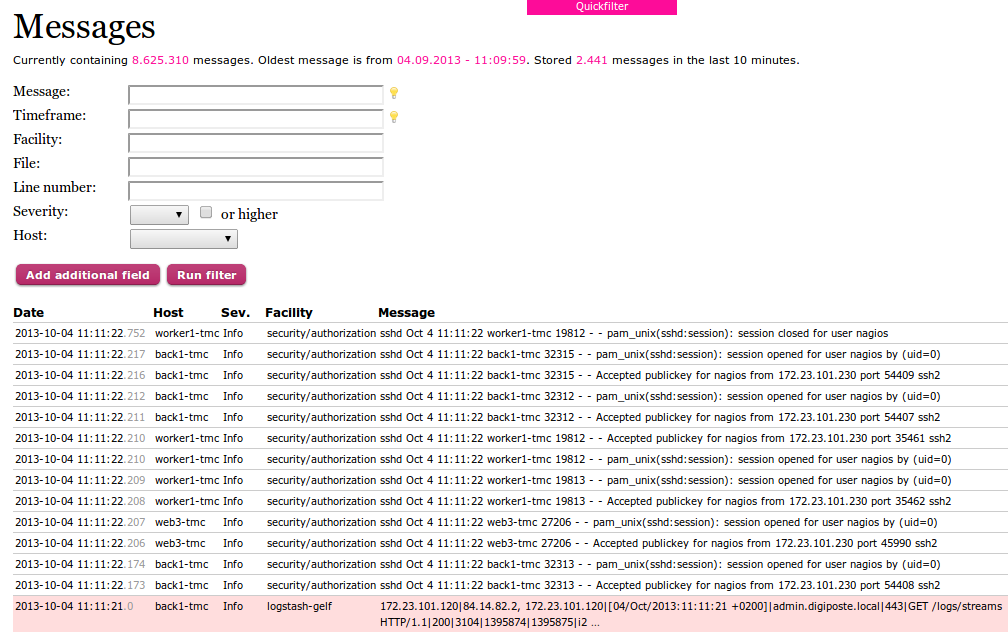 Quickfilter
Messages
Currently containing 8.625.310 messages. Oldest message is from 04.09.2013 - 11:09:59. Stored 2.441 messages in the last 10 minutes.
Message:
Timeframe:
Facility:
File:
Line number:
Severity: or higher
Host:
Add additional field Run filter
Date Host Sev. Facility Message
2013-10-04 11:11:22.752 worker1-tmc Info security/authorization sshd Oct 4 11:11:22 worker1-tmc 19812 - - pam_unix(sshd:session): session closed for user nagios
2013-10-04 11:11:22.217 back1-tmc Info security/authorization sshd Oct 4 11:11:22 back1-tmc 32315 - - pam_unix(sshd:session): session opened for user nagios by (uid=0)
2013-10-04 11:11:22.216 back1-tmc Info security/authorization sshd Oct 4 11:11:22 back1-tmc 32315 - - Accepted publickey for nagios from 172.23.101.230 port 54409 ssh2
2013-10-04 11:11:22.212 back1-tmc Info security/authorization sshd Oct 4 11:11:22 back1-tmc 32312 - - pam_unix(sshd:session): session opened for user nagios by (uid=0)
2013-10-04 11:11:22.211 back1-tmc Info security/authorization sshd Oct 4 11:11:22 back1-tmc 32312 - - Accepted publickey for nagios from 172.23.101.230 port 54407 ssh2
2013-10-04 11:11:22.210 worker1-tmc Info security/authorization sshd Oct 4 11:11:22 worker1-tmc 19812 - - Accepted publickey for nagios from 172.23.101.230 port 35461 ssh2
2013-10-04 11:11:22.210 worker1-tmc Info security/authorization sshd Oct 4 11:11:22 worker1-tmc 19812 - - pam_unix(sshd:session): session opened for user nagios by (uid=0)
2013-10-04 11:11:22.209 worker1-tmc Info security/authorization sshd Oct 4 11:11:22 worker1-tmc 19813 - - pam_unix(sshd:session): session opened for user nagios by (uid=0)
2013-10-04 11:11:22.208 worker1-tmc Info security/authorization sshd Oct 4 11:11:22 worker1-tmc 19813 - - Accepted publickey for nagios from 172.23.101.230 port 35462 ssh2
2013-10-04 11:11:22.207 web3-tmc Info security/authorization sshd Oct 4 11:11:22 web3-tmc 27206 - - pam_unix(sshd:session): session opened for user nagios by (uid=0)
2013-10-04 11:11:22.206 web3-tmc Info security/authorization sshd Oct 4 11:11:22 web3-tmc 27206 - - Accepted publickey for nagios from 172.23.101.230 port 45990 ssh2
2013-10-04 11:11:22.174 back1-tmc Info security/authorization sshd Oct 4 11:11:22 back1-tmc 32313 - - pam_unix(sshd:session): session opened for user nagios by (uid=0)
2013-10-04 11:11:22.173 back1-tmc Info security/authorization sshd Oct 4 11:11:22 back1-tmc 32313 - - Accepted publickey for nagios from 172.23.101.230 port 54408 ssh2
2013-10-04 11:11:21.0 back1-tmc Info logstash-gelf 172.23.101.120|84.14.82.2, 172.23.101.120|[04/Oct/2013:11:11:21 +0200]|admin.digiposte.local|443|GET /logs/streams
HTTP/1.1|200|3104|1395874|1395875|i2 ...